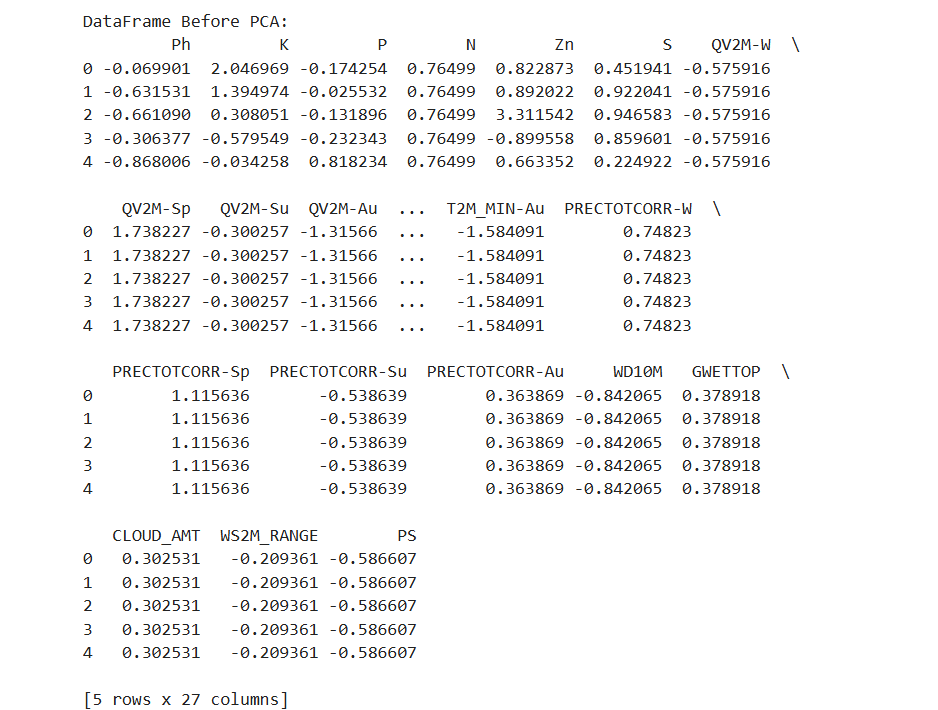 DataFrame Before PCA:
         Ph         K         P        N        Zn         S    QV2M-W  \
0 -0.069901  2.046969 -0.174254  0.76499  0.822873  0.451941 -0.575916
1 -0.631531  1.394974 -0.025532  0.76499  0.892022  0.922041 -0.575916
2 -0.661090  0.308051 -0.131896  0.76499  3.311542  0.946583 -0.575916
3 -0.306377 -0.579549 -0.232343  0.76499 -0.899558  0.859601 -0.575916
4 -0.868006 -0.034258  0.818234  0.76499  0.663352  0.224922 -0.575916

    QV2M-Sp   QV2M-Su  QV2M-Au  ...  T2M_MIN-Au  PRECTOTCORR-W  \
0  1.738227 -0.300257 -1.31566  ...   -1.584091        0.74823
1  1.738227 -0.300257 -1.31566  ...   -1.584091        0.74823
2  1.738227 -0.300257 -1.31566  ...   -1.584091        0.74823
3  1.738227 -0.300257 -1.31566  ...   -1.584091        0.74823
4  1.738227 -0.300257 -1.31566  ...   -1.584091        0.74823

   PRECTOTCORR-Sp  PRECTOTCORR-Su  PRECTOTCORR-Au     WD10M   GWETTOP  \
0        1.115636       -0.538639        0.363869 -0.842065  0.378918
1        1.115636       -0.538639        0.363869 -0.842065  0.378918
2        1.115636       -0.538639        0.363869 -0.842065  0.378918
3        1.115636       -0.538639        0.363869 -0.842065  0.378918
4        1.115636       -0.538639        0.363869 -0.842065  0.378918

   CLOUD_AMT  WS2M_RANGE        PS
0   0.302531   -0.209361 -0.586607
1   0.302531   -0.209361 -0.586607
2   0.302531   -0.209361 -0.586607
3   0.302531   -0.209361 -0.586607
4   0.302531   -0.209361 -0.586607

[5 rows x 27 columns]